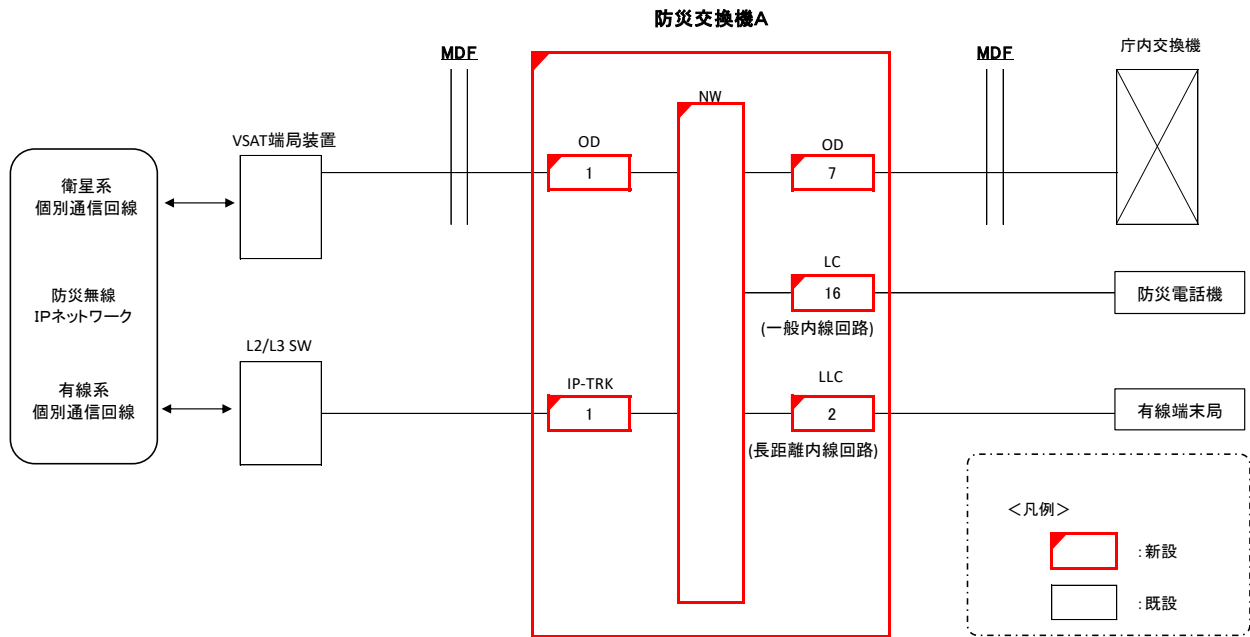 防災交換機A
MDF
MDF
庁内交換機
NW
VSAT端局装置
OD
1
OD
7
衛星系
個別通信回線
LC
16
(一般内線回路)
防災電話機
防災無線
IPネットワーク
L2/L3 SW
有線系
個別通信回線
IP-TRK
1
LLC
2
(長距離内線回路)
有線端末局
＜凡例＞
：新設
：既設